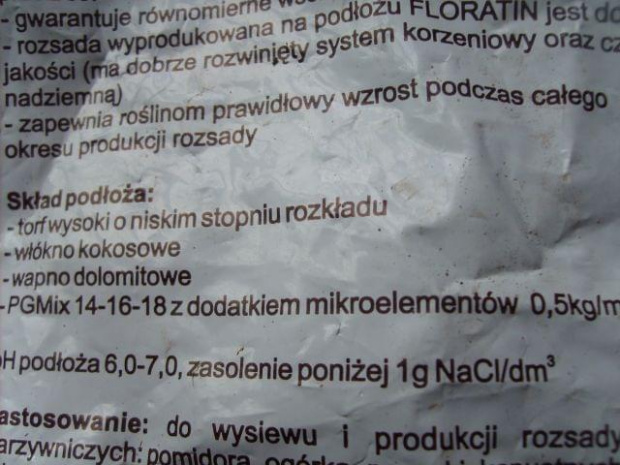 - gwarantuje równomierne
- rozsada wyprodukowana na podłożu FLORATIN jest do
jakości (ma dobrze rozwinięty system korzeniowy oraz cz
nadziemną)
- zapewnia roślinom prawidłowy wzrost podczas całego
okresu produkcji rozsady
Skład podłoża:
- torf wysoki o niskim stopniu rozkładu
- włókno kokosowe
- wapno dolomitowe
-PGMix 14-16-18 z dodatkiem mikroelementów 0,5kg/m
pH podłoża 6,0-7,0, zasolenie poniżej 1g NaCl/dm³
astosowanie: do wysiewu i produkcji rozsady
arzywniczych: pomidora, ogórka